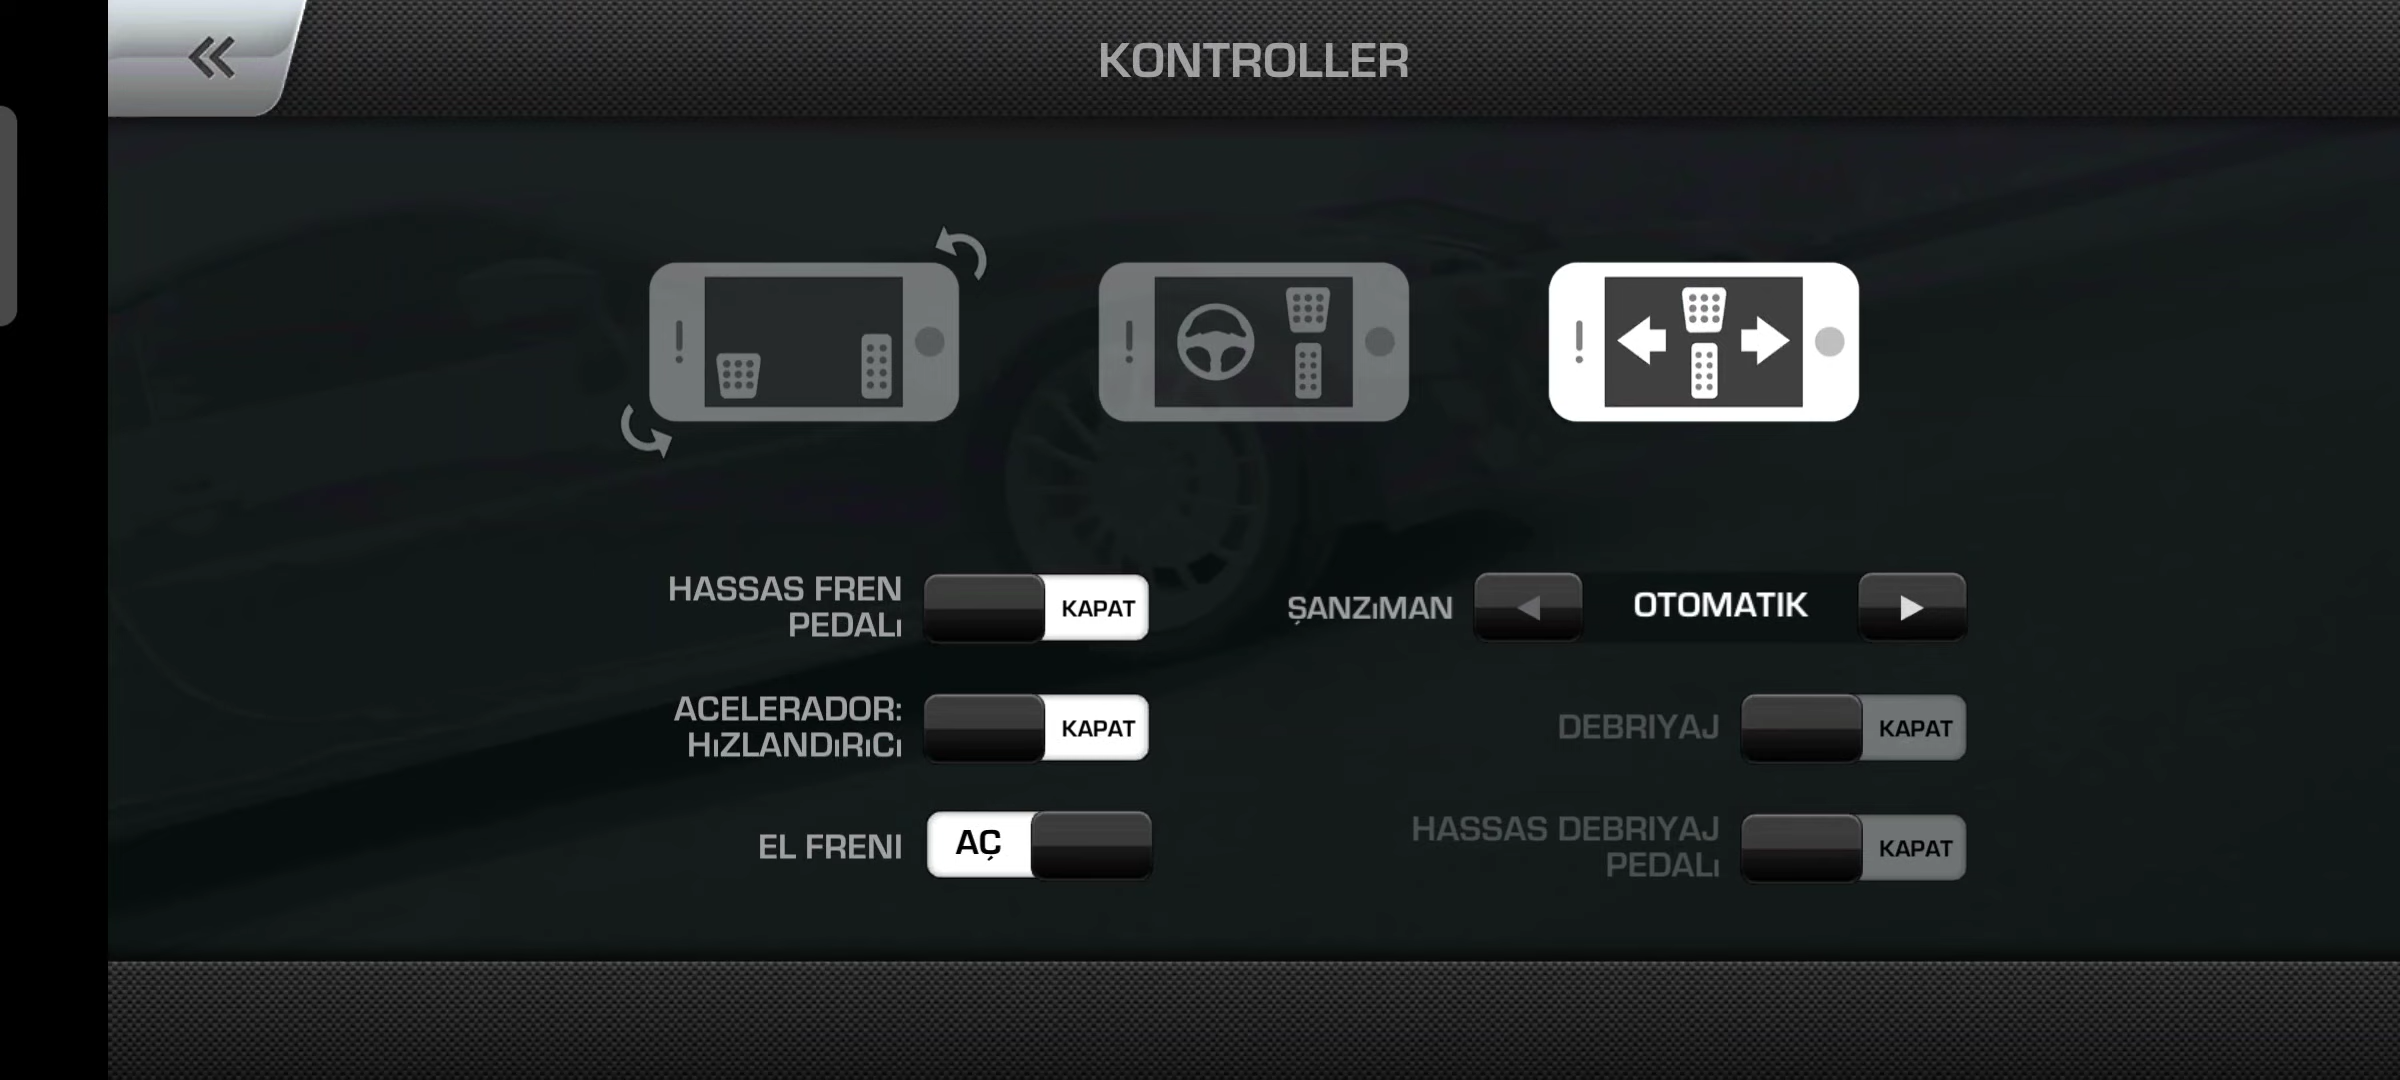 KONTROLLER
HASSAS FREN
PEDALı
KAPAT
ŞANZıMAN
OTOMATIK
ACELERADOR:
HıZLANDıRıCı
KAPAT
DEBRIYAJ
KAPAT
EL FRENI
AÇ
HASSAS DEBRIYAJ
PEDALı
KAPAT